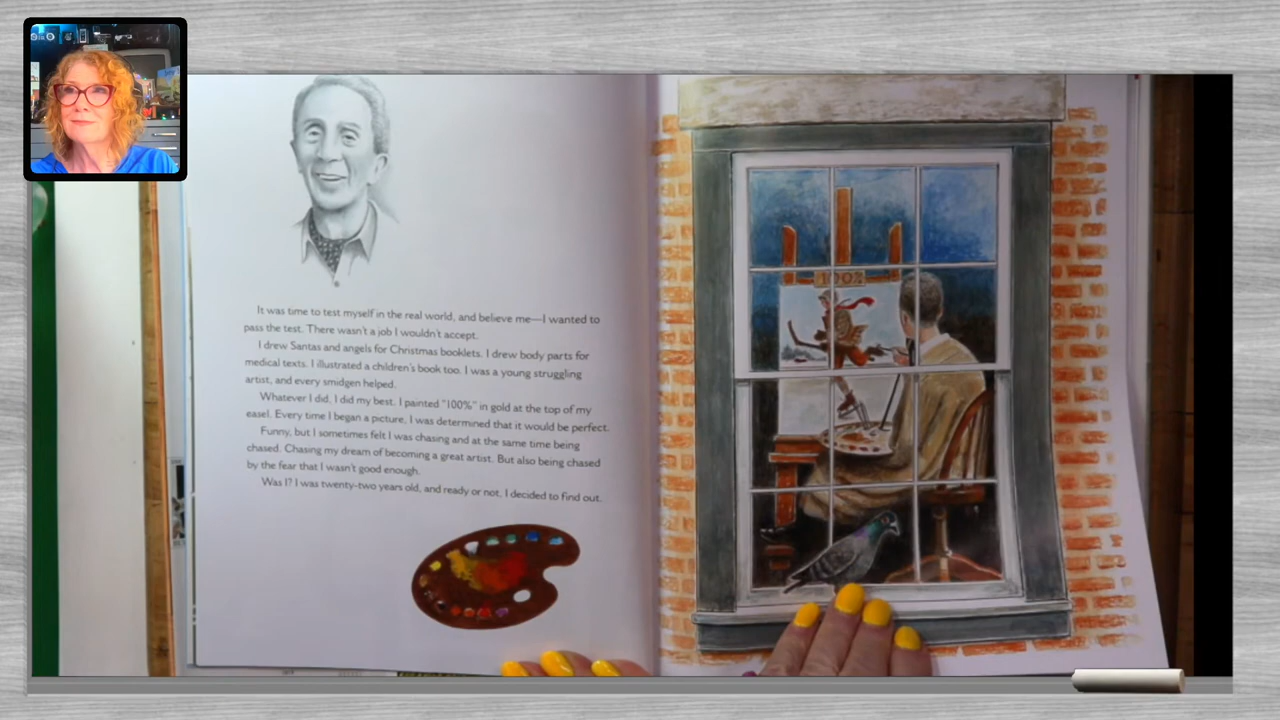 It was time to test myself in the real world, and believe me—I wanted to
pass the test. There wasn't a job I wouldn't accept.
I drew Santas and angels for Christmas booklets. I drew body parts for
medical texts. I illustrated a children's book too. I was a young struggling
artist, and every smidgen helped.
Whatever I did, I did my best. I painted "100%" in gold at the top of my
easel. Every time I began a picture, I was determined that it would be perfect.
Funny, but I sometimes felt I was chasing and at the same time being
chased. Chasing my dream of becoming a great artist. But also being chased
by the fear that I wasn't good enough.
Was I? I was twenty-two years old, and ready or not, I decided to find out.
100%